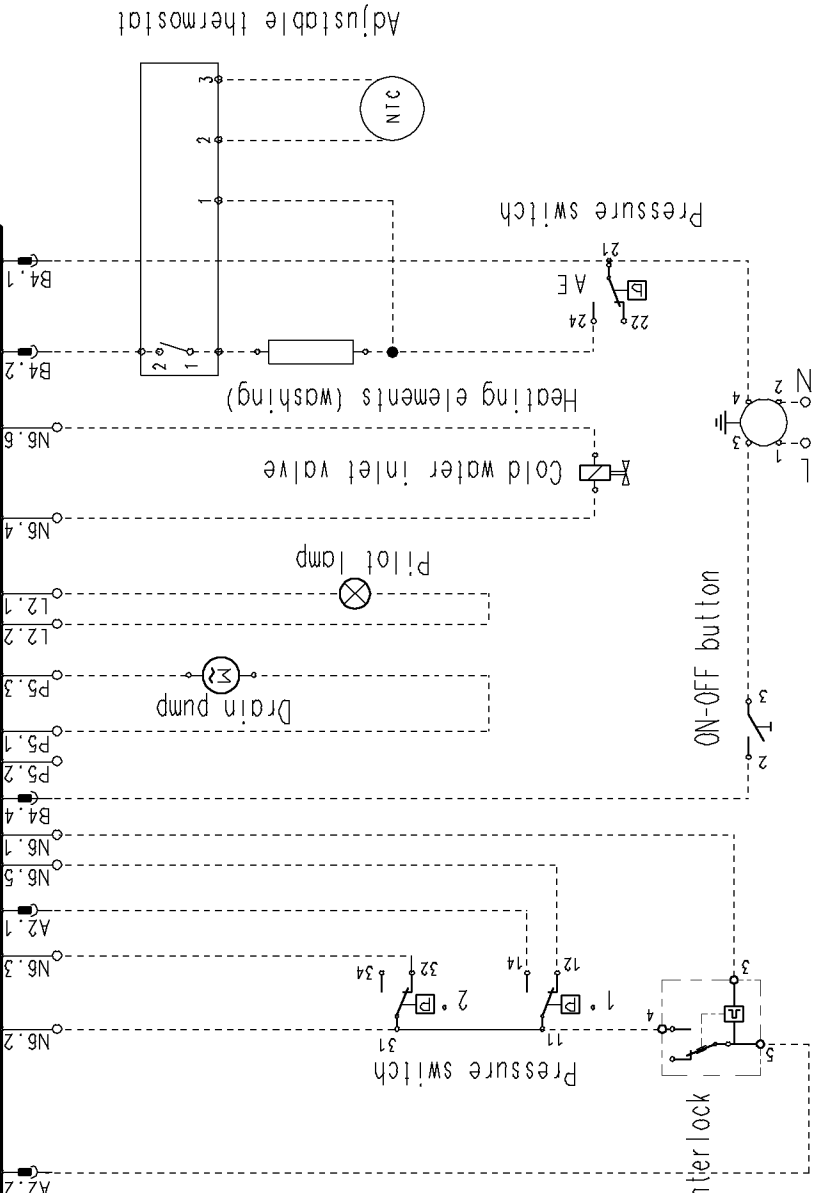 Adjustable thermostat
3
NTC
2
1
Pressure switch
21
B4.1
AE
P
24
22
B4.2
2
1
Heating elements (washing)
N
2
4
3
1
L
N6.6
Cold water inlet valve
N6.4
Pilot lamp
L2.1
L2.2
ON-OFF button
P5.3
M
Drain pump
3
P5.1
P5.2
2
B4.4
N6.1
N6.5
A2.1
N6.3
34
32
14
12
3
2°
P
1°
P
4
N6.2
31
11
5
Pressure switch
nterlock
A2.2